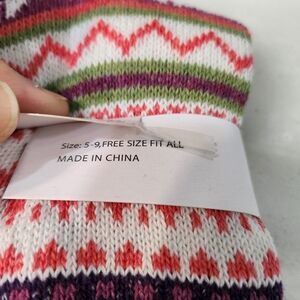 Size: 5-9,FREE SIZE FIT ALL
MADE IN CHINA